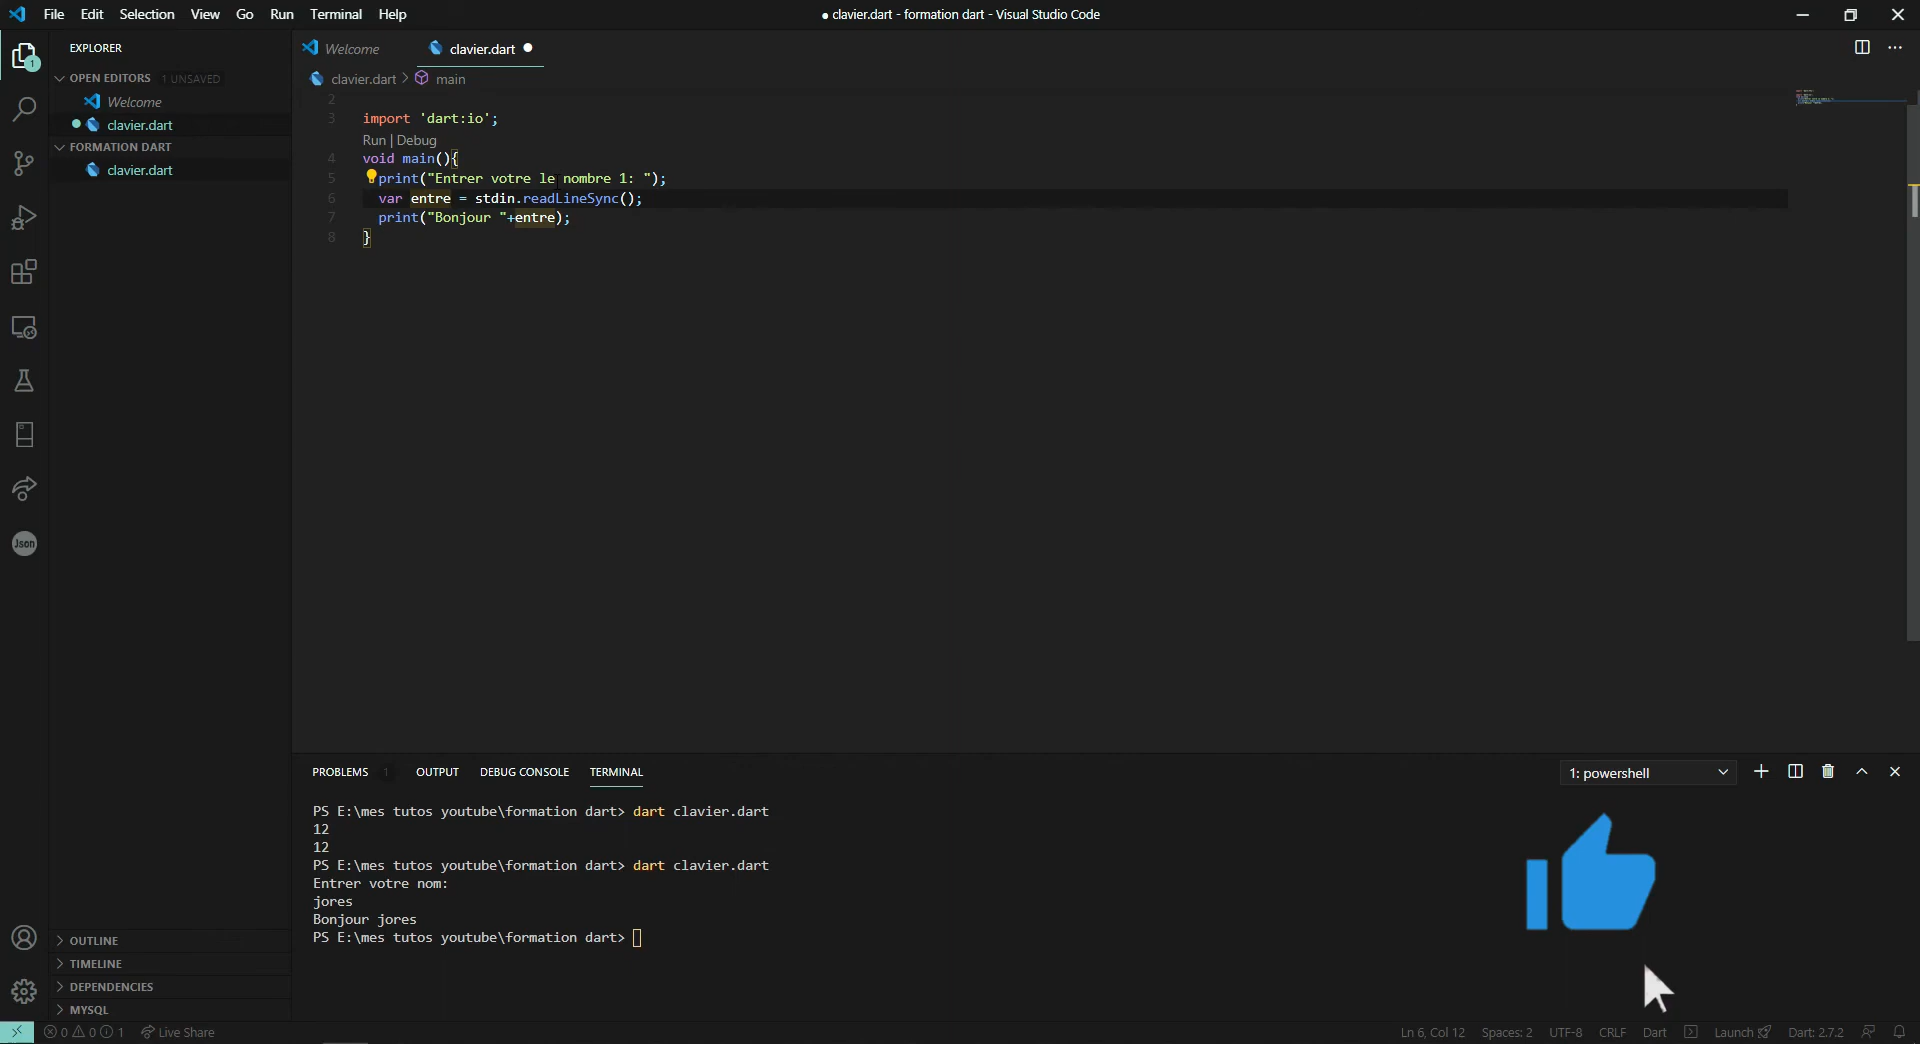 File Edit Selection View Go Run Terminal Help
● clavier.dart - formation dart - Visual Studio Code
EXPLORER
OPEN EDITORS 1 UNSAVED
Welcome
clavier.dart
FORMATION DART
clavier.dart
OUTLINE
TIMELINE
DEPENDENCIES
MYSQL
1
Json
Welcome
clavier.dart
clavier.dart > main
2
3 import 'dart:io';
Run | Debug
4 void main(){
5 print("Entrer votre le nombre 1: ");
6 var entre = stdin.readLineSync();
7 print("Bonjour "+entre);
8 }
PROBLEMS 1 OUTPUT DEBUG CONSOLE TERMINAL
1: powershell
PS E:\mes tutos youtube\formation dart> dart clavier.dart
12
12
PS E:\mes tutos youtube\formation dart> dart clavier.dart
Entrer votre nom:
jores
Bonjour jores
PS E:\mes tutos youtube\formation dart>
0 0 1 Live Share
Ln 6, Col 12 Spaces: 2 UTF-8 CRLF Dart Launch Dart: 2.7.2